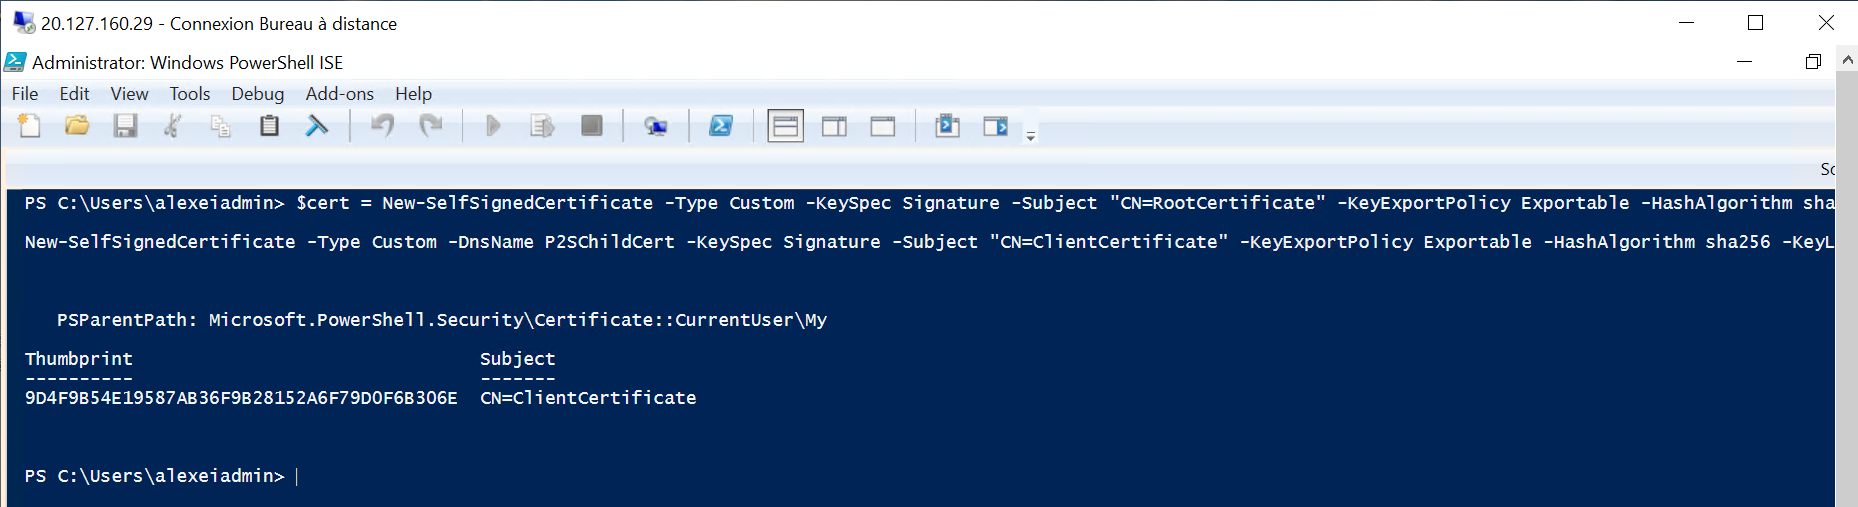 20.127.160.29 - Connexion Bureau à distance
Administrator: Windows PowerShell ISE
File Edit View Tools Debug Add-ons Help
PS C:\Users\alexeiadmin> $cert = New-SelfSignedCertificate -Type Custom -KeySpec Signature -Subject "CN=RootCertificate" -KeyExportPolicy Exportable -HashAlgorithm sha
New-SelfSignedCertificate -Type Custom -DnsName P2SChildCert -KeySpec Signature -Subject "CN=ClientCertificate" -KeyExportPolicy Exportable -HashAlgorithm sha256 -KeyL
PSParentPath: Microsoft.PowerShell.Security\Certificate::CurrentUser\My
Thumbprint Subject
---------- -------
9D4F9B54E19587AB36F9B28152A6F79D0F6B306E CN=ClientCertificate
PS C:\Users\alexeiadmin>